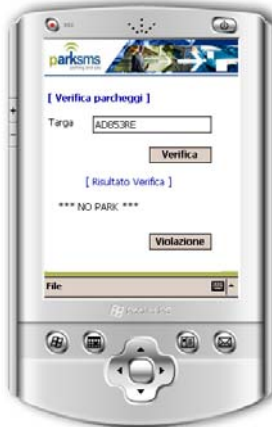 parksms
[ Verifica parcheggi ]
Targa AD853RE
Verifica
[ Risultato Verifica ]
*** NO PARK ***
Violazione
File